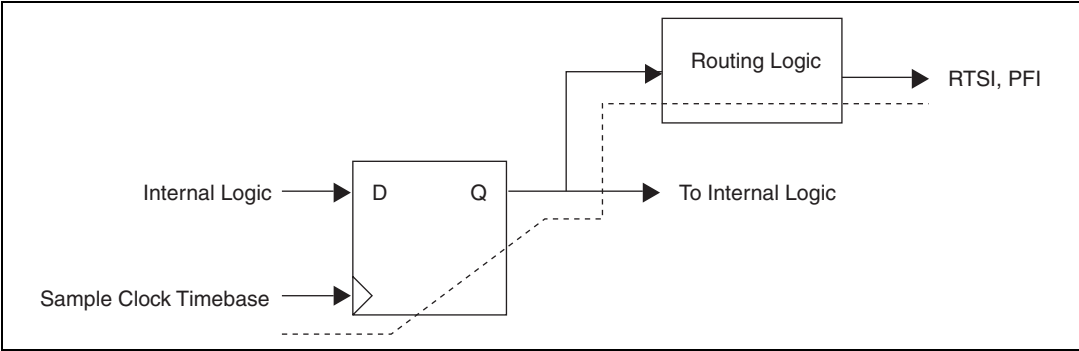 Routing Logic
RTSI, PFI
Internal Logic
D
Q
To Internal Logic
Sample Clock Timebase